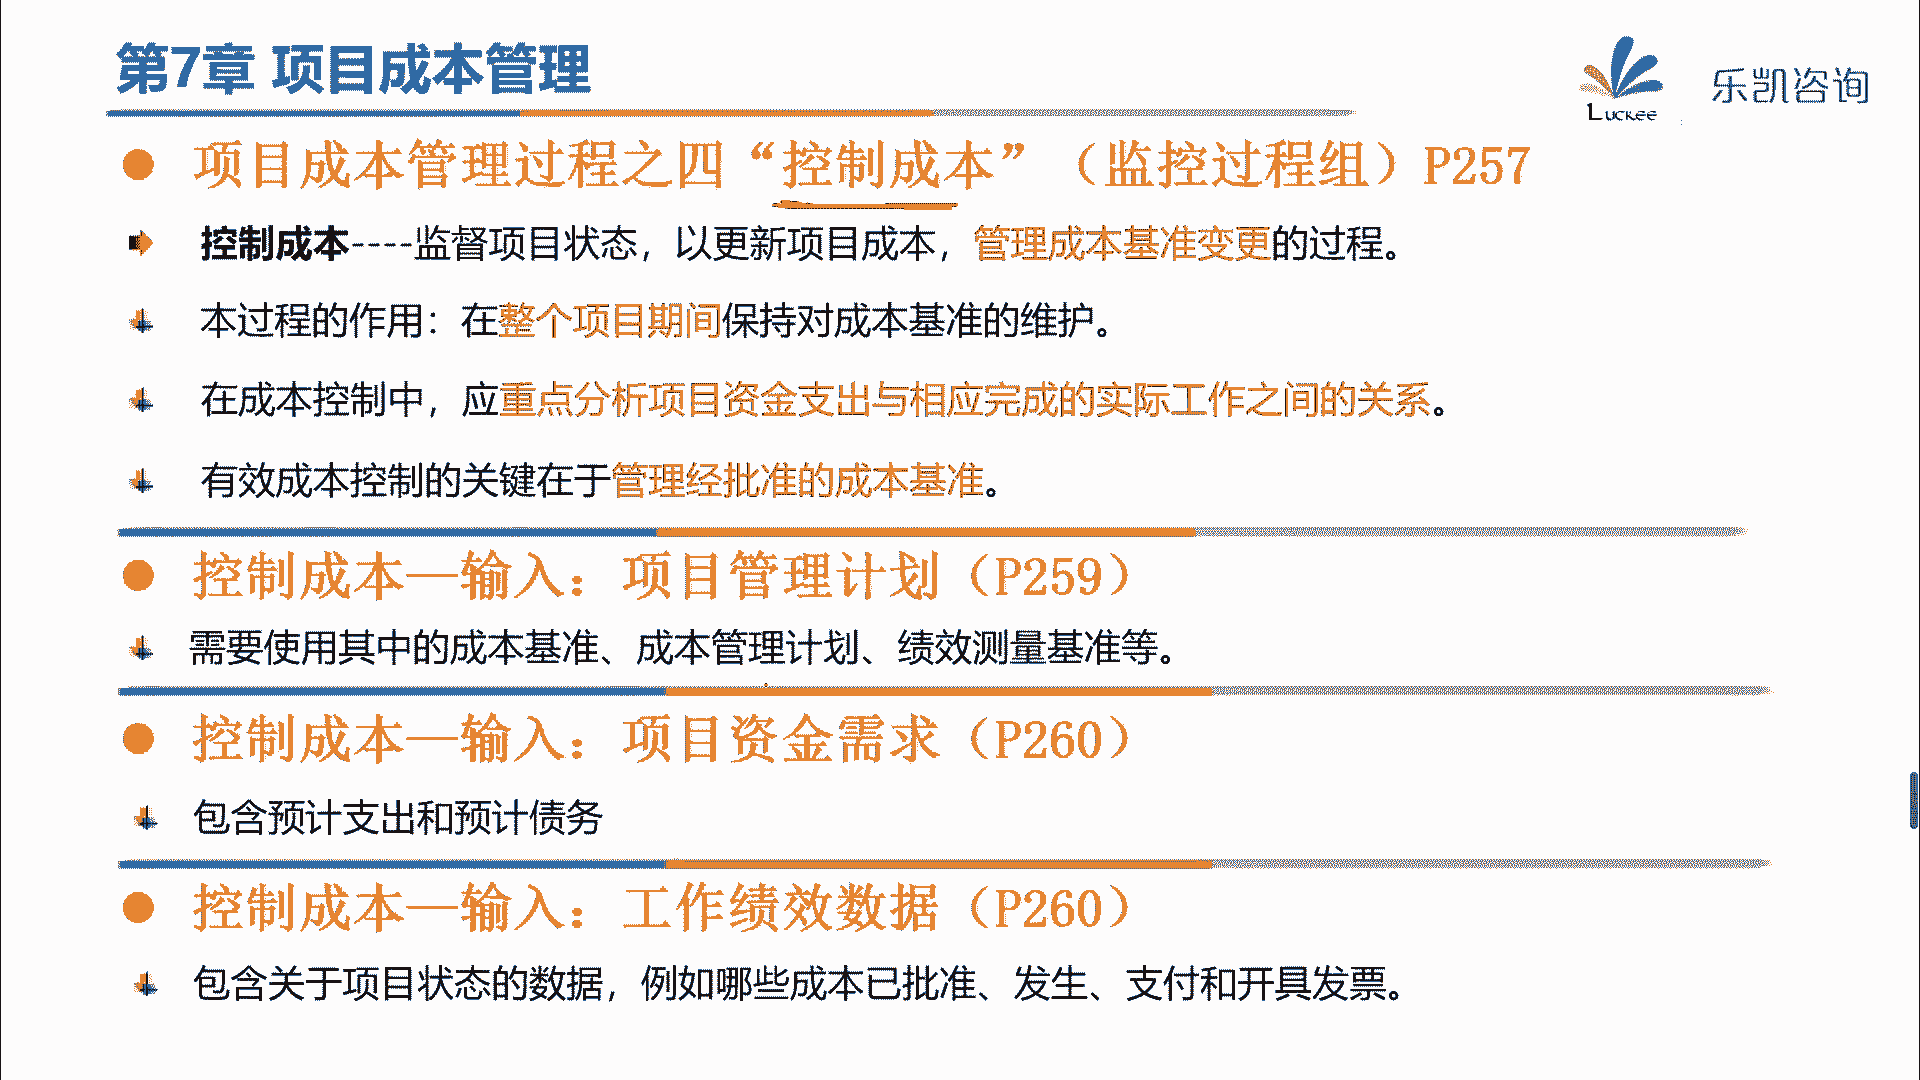 第7章 项目成本管理
Luckee
乐凯咨询
项目成本管理过程之四“控制成本”（监控过程组）P257
控制成本----监督项目状态，以更新项目成本，管理成本基准变更的过程。
本过程的作用：在整个项目期间保持对成本基准的维护。
在成本控制中，应重点分析项目资金支出与相应完成的实际工作之间的关系。
有效成本控制的关键在于管理经批准的成本基准。
控制成本—输入：项目管理计划（P259）
需要使用其中的成本基准、成本管理计划、绩效测量基准等。
控制成本—输入：项目资金需求（P260）
包含预计支出和预计债务
控制成本—输入：工作绩效数据（P260）
包含关于项目状态的数据，例如哪些成本已批准、发生、支付和开具发票。